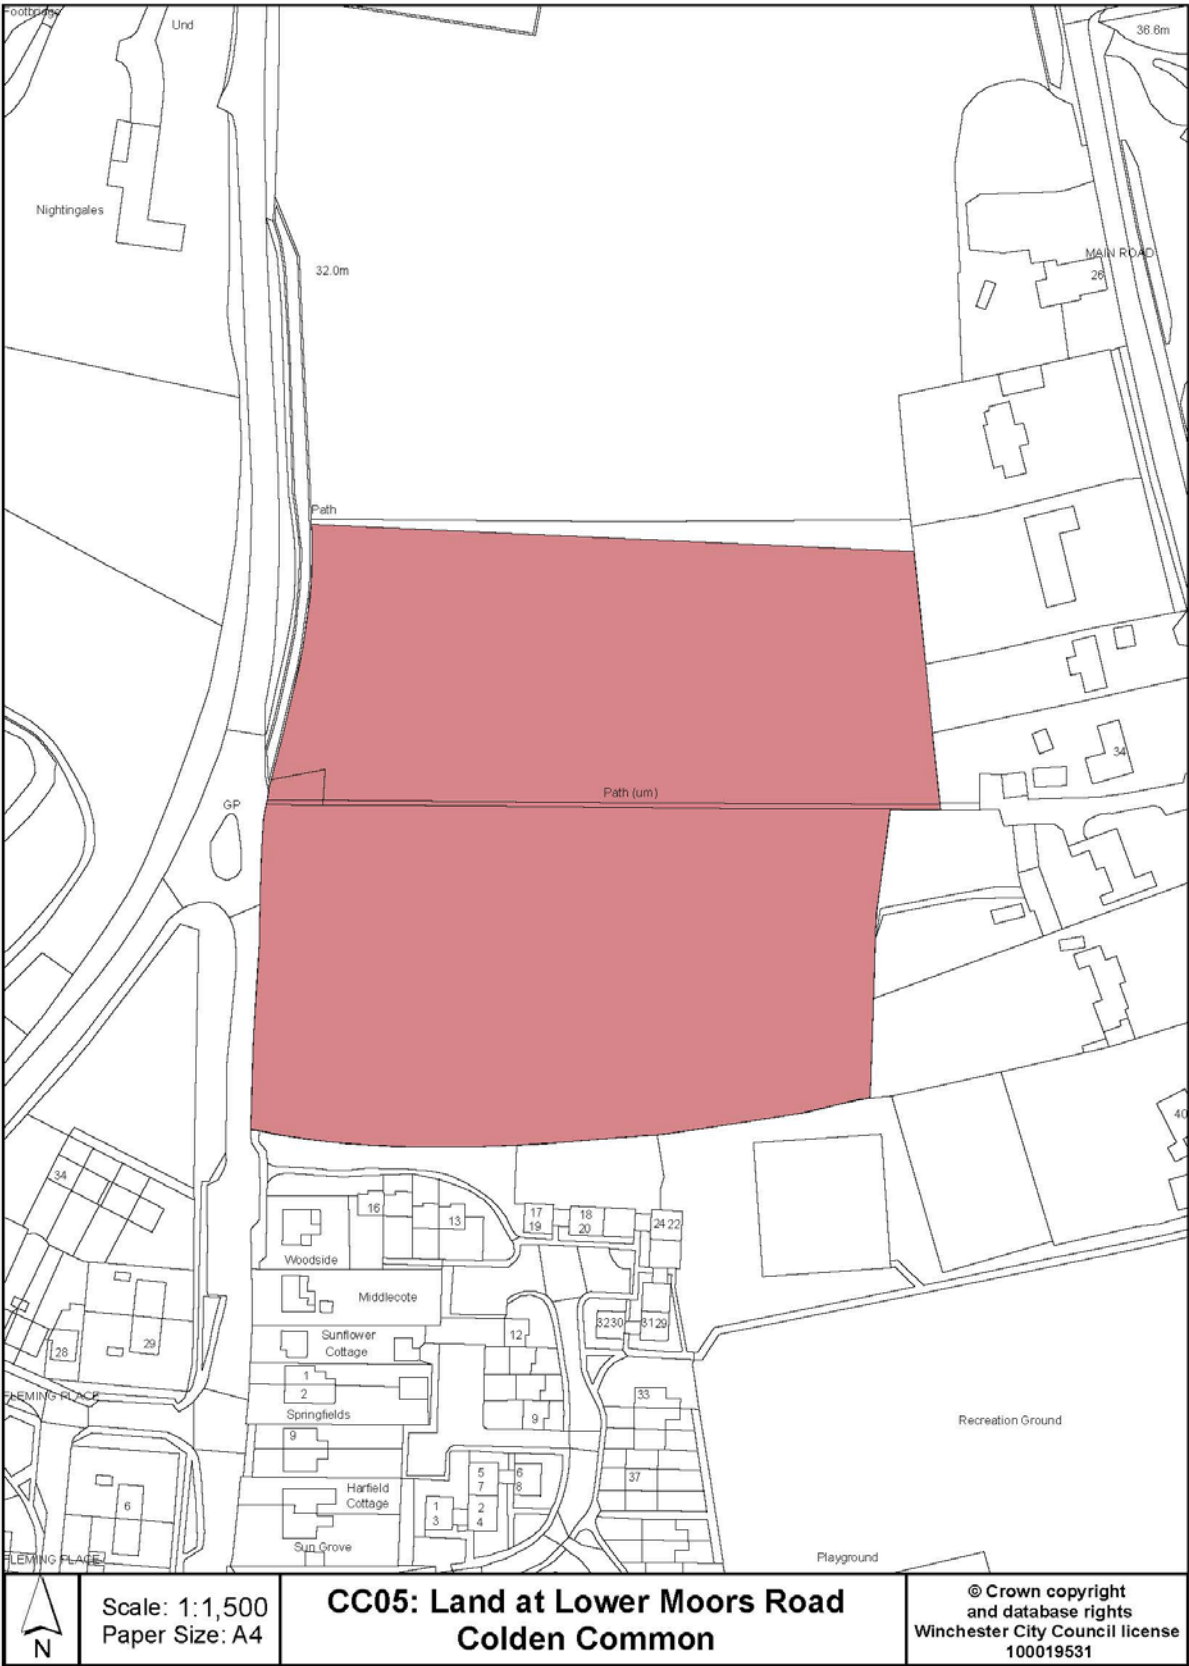 Footbridge
Und
36.6m
Nightingales
32.0m
MAIN ROAD
26
Path
34
Path (um)
GP
40
34
16
13
17
19
18
20
24 22
Woodside
Middlecote
Sunflower
Cottage
12
32 30
31 29
28
29
1
2
33
FLEMING PLACE
Springfields
9
Recreation Ground
9
5
7
6
8
37
Harfield
Cottage
6
1
3
2
4
Sun Grove
FLEMING PLACE
Playground
N
Scale: 1:1,500
Paper Size: A4
CC05: Land at Lower Moors Road
Colden Common
© Crown copyright
and database rights
Winchester City Council license
100019531